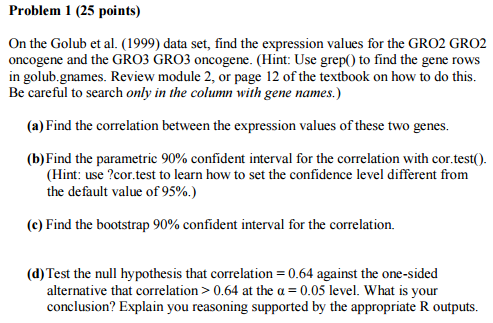 Problem 1 (25 points)
On the Golub et al. (1999) data set, find the expression values for the GRO2 GRO2
oncogene and the GRO3 GRO3 oncogene. (Hint: Use grep() to find the gene rows
in golub.gnames. Review module 2, or page 12 of the textbook on how to do this.
Be careful to search only in the column with gene names.)
(a) Find the correlation between the expression values of these two genes.
(b) Find the parametric 90% confident interval for the correlation with cor.test().
(Hint: use ?cor.test to learn how to set the confidence level different from
the default value of 95%.)
(c) Find the bootstrap 90% confident interval for the correlation.
(d) Test the null hypothesis that correlation = 0.64 against the one-sided
alternative that correlation > 0.64 at the α = 0.05 level. What is your
conclusion? Explain you reasoning supported by the appropriate R outputs.